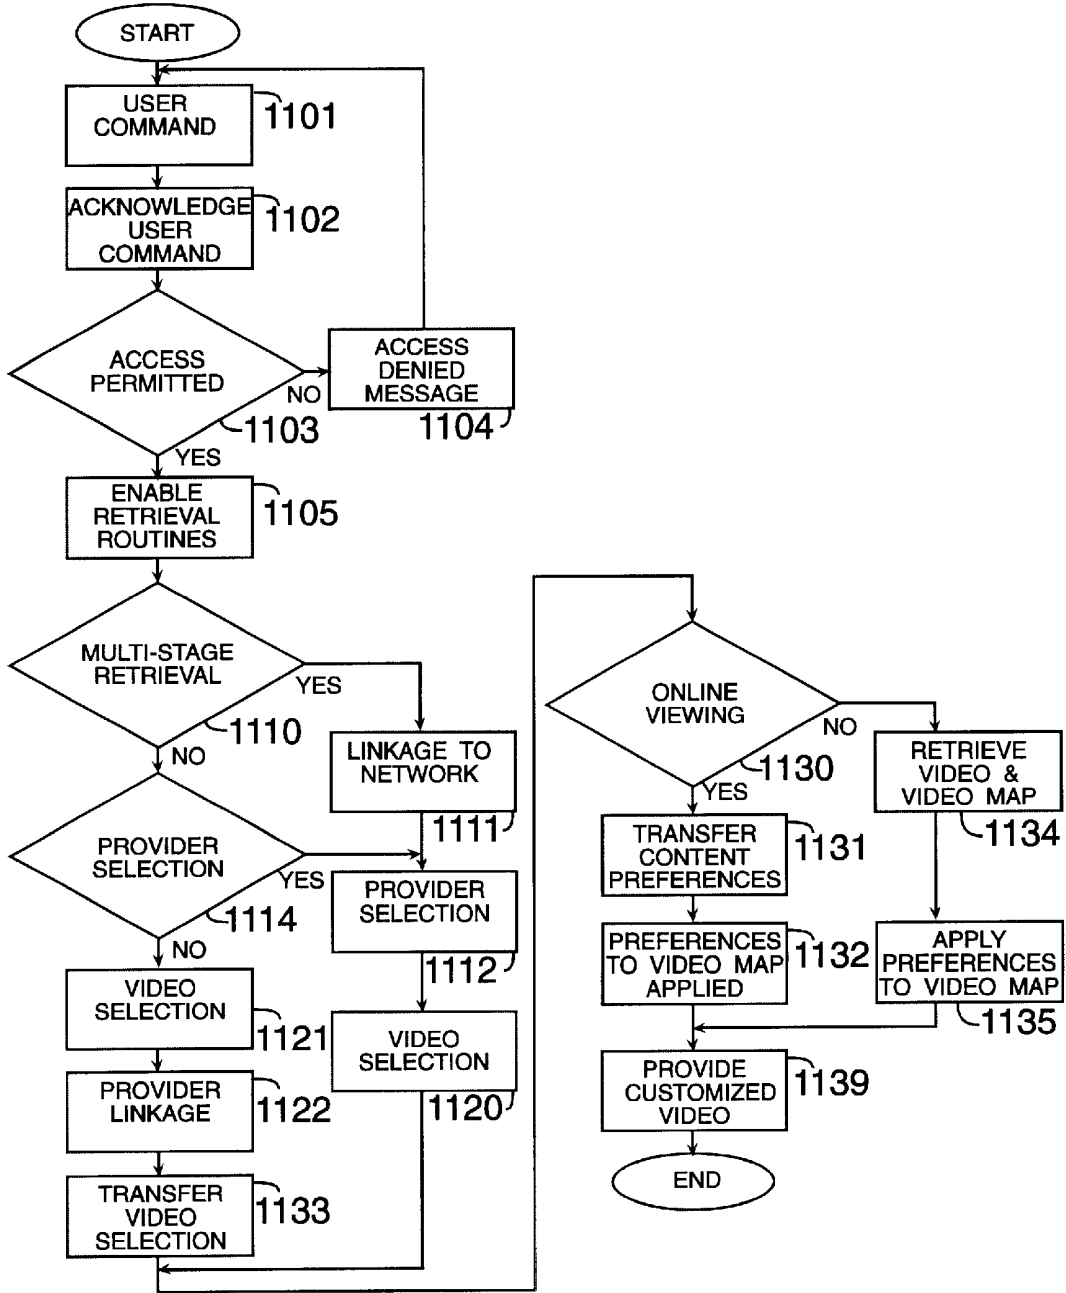 START
USER
COMMAND
1101
ACKNOWLEDGE
USER
COMMAND
1102
ACCESS
PERMITTED
1103
NO
ACCESS
DENIED
MESSAGE
1104
YES
ENABLE
RETRIEVAL
ROUTINES
1105
MULTI-STAGE
RETRIEVAL
YES
1110
NO
LINKAGE TO
NETWORK
1111
PROVIDER
SELECTION
YES
1114
NO
PROVIDER
SELECTION
1112
VIDEO
SELECTION
1121
VIDEO
SELECTION
1120
PROVIDER
LINKAGE
1122
TRANSFER
VIDEO
SELECTION
1133
ONLINE
VIEWING
NO
1130
YES
RETRIEVE
VIDEO &
VIDEO MAP
1134
TRANSFER
CONTENT
PREFERENCES
1131
PREFERENCES
TO VIDEO MAP
APPLIED
1132
APPLY
PREFERENCES
TO VIDEO MAP
1135
PROVIDE
CUSTOMIZED
VIDEO
1139
END